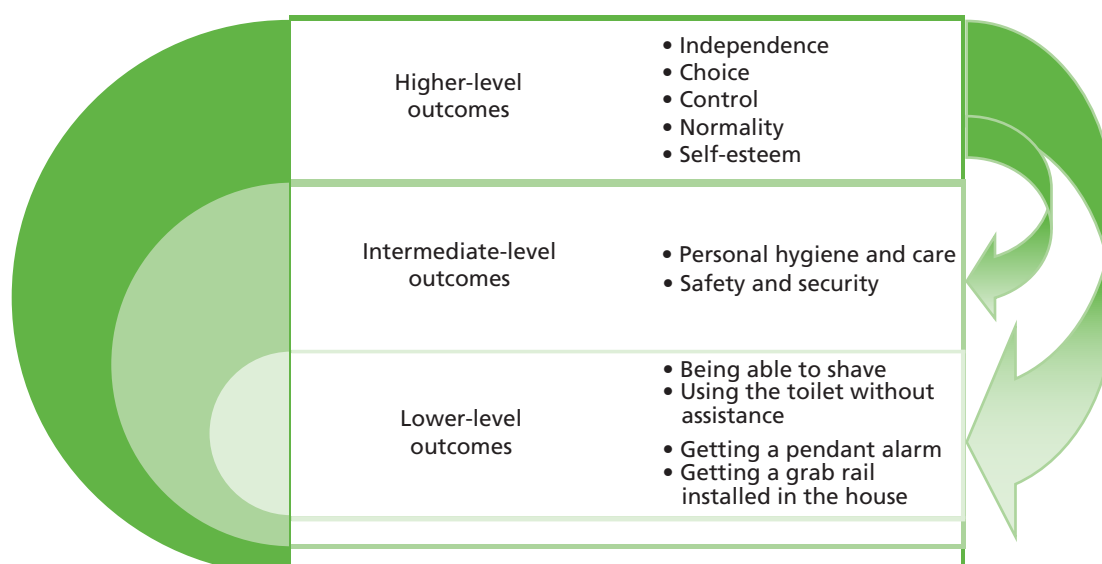 Higher-level
outcomes
• Independence
• Choice
• Control
• Normality
• Self-esteem
Intermediate-level
outcomes
• Personal hygiene and care
• Safety and security
Lower-level
outcomes
• Being able to shave
• Using the toilet without
assistance
• Getting a pendant alarm
• Getting a grab rail
installed in the house